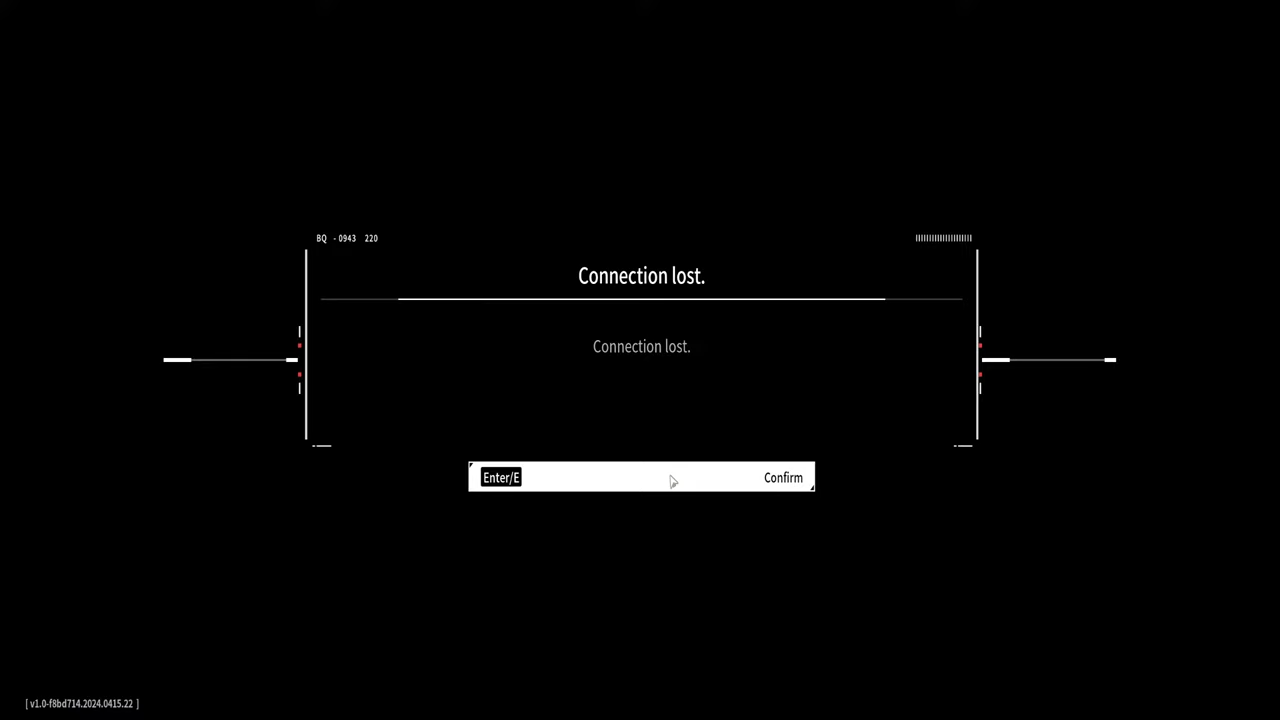 BQ - 0943 220
Connection lost.
Connection lost.
Enter/E Confirm
[ v1.0-f8bd714.2024.0415.22 ]